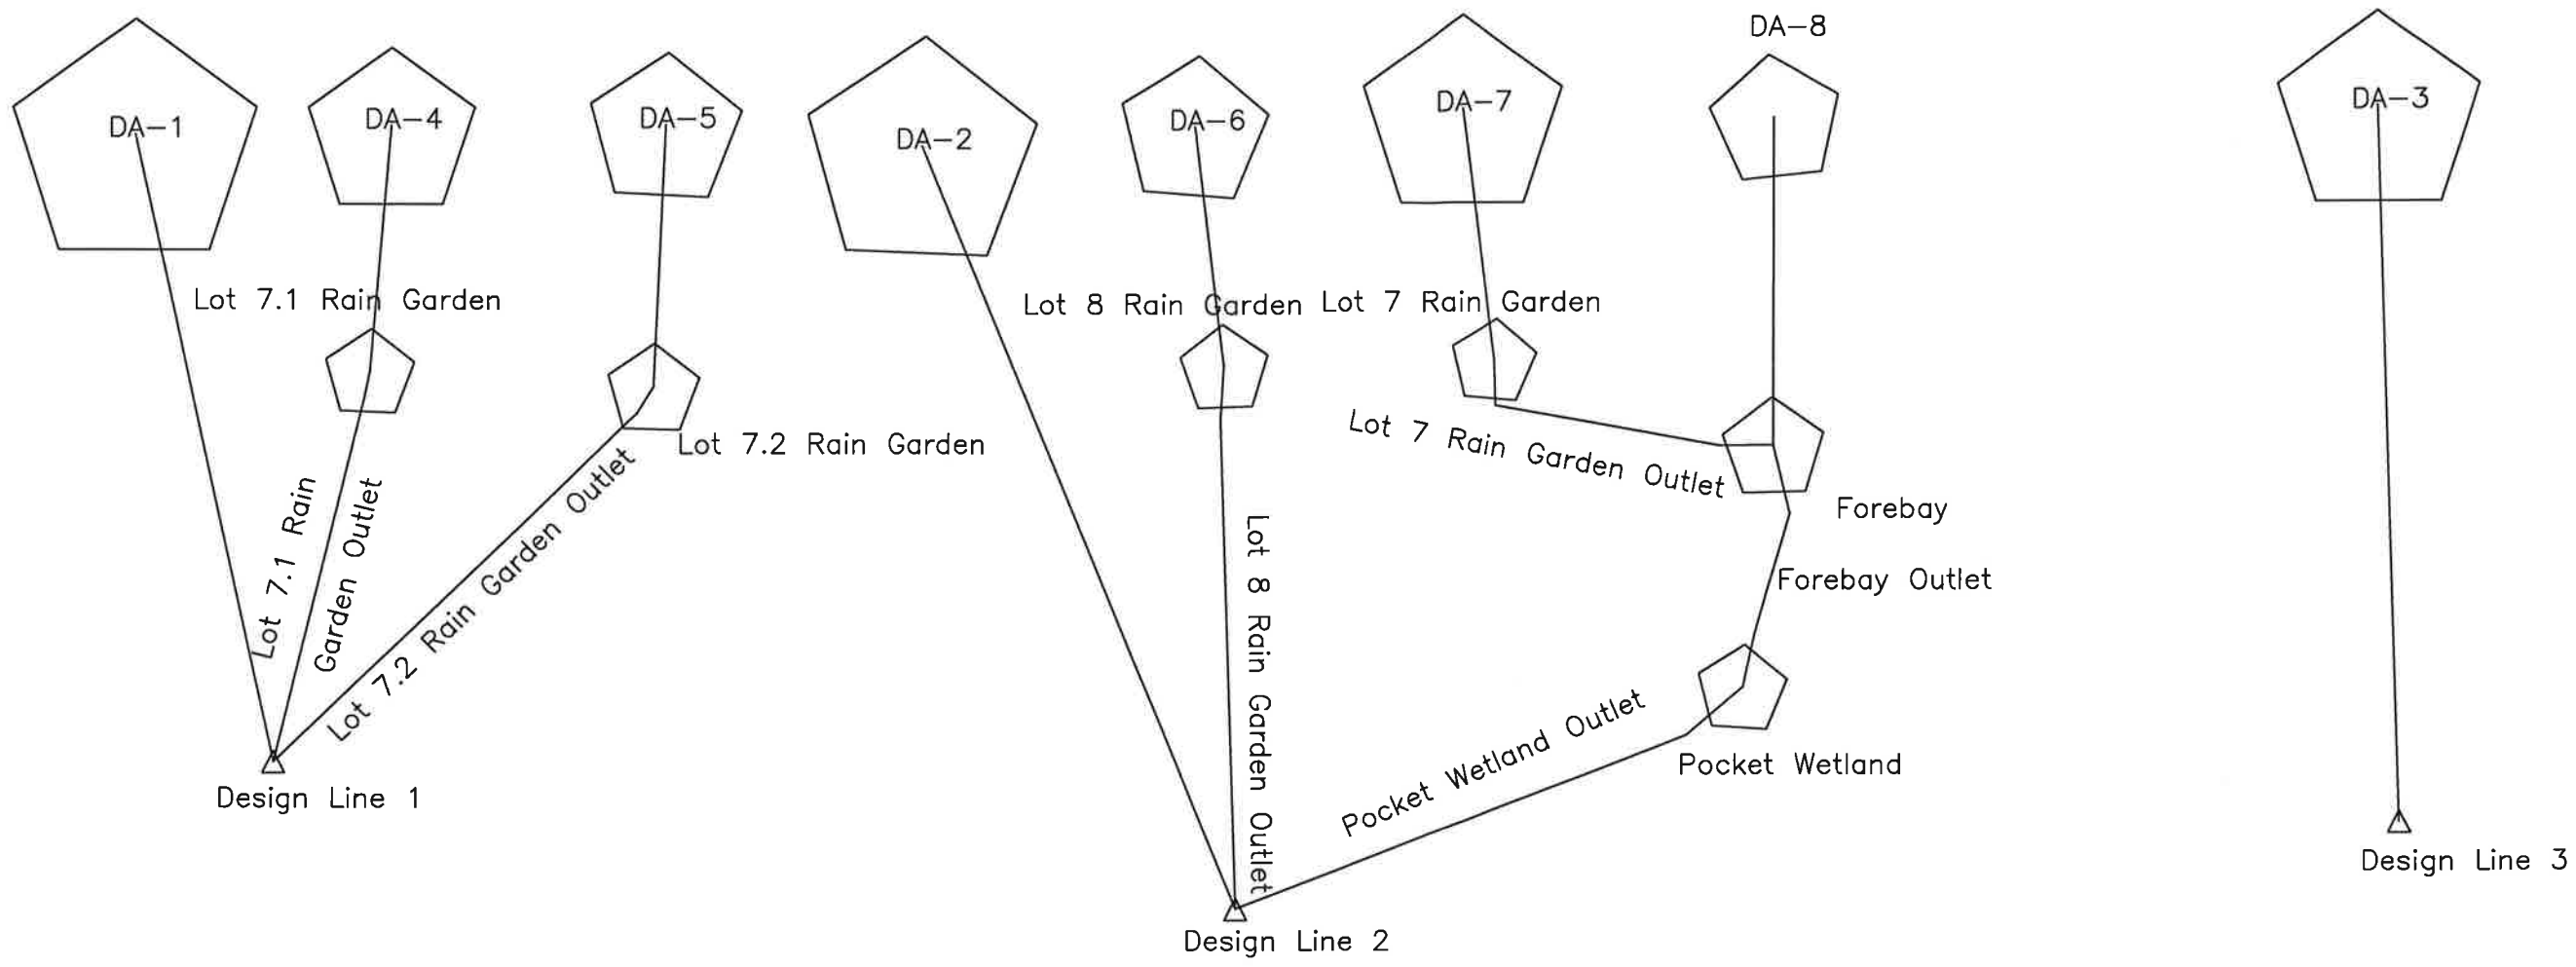 DA-8
DA-1
DA-4
DA-5
DA-2
DA-6
DA-7
DA-3
Lot 7.1 Rain Garden
Lot 8 Rain Garden
Lot 7 Rain Garden
Lot 7.2 Rain Garden
Lot 7 Rain Garden Outlet
Forebay
Forebay Outlet
Lot 7.1 Rain
Garden Outlet
Lot 7.2 Rain Garden Outlet
Lot 8 Rain Garden Outlet
Pocket Wetland Outlet
Pocket Wetland
Design Line 1
Design Line 2
Design Line 3